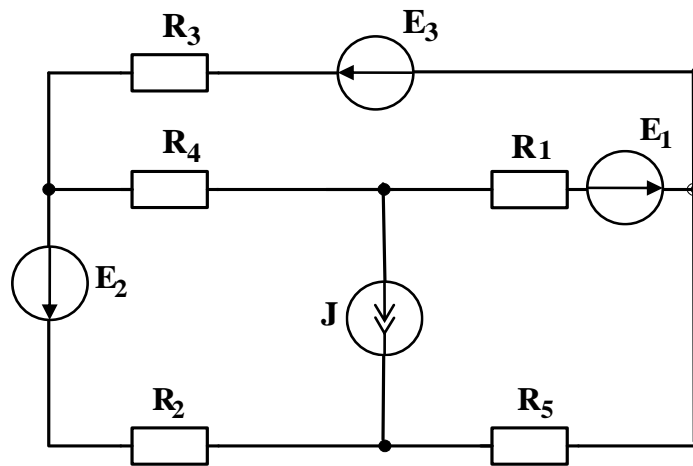 R₃
E₃
R₄
R1
E₁
E₂
J
R₂
R₅